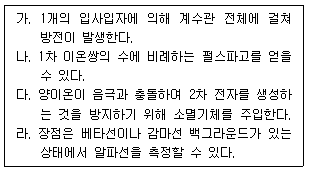 가. 1개의 입사입자에 의해 계수관 전체에 걸쳐
방전이 발생한다.
나. 1차 이온쌍의 수에 비례하는 펄스파고를 얻을
수 있다.
다. 양이온이 음극과 충돌하여 2차 전자를 생성하
는 것을 방지하기 위해 소멸기체를 주입한다.
라. 장점은 베타선이나 감마선 백그라운드가 있는
상태에서 알파선을 측정할 수 있다.